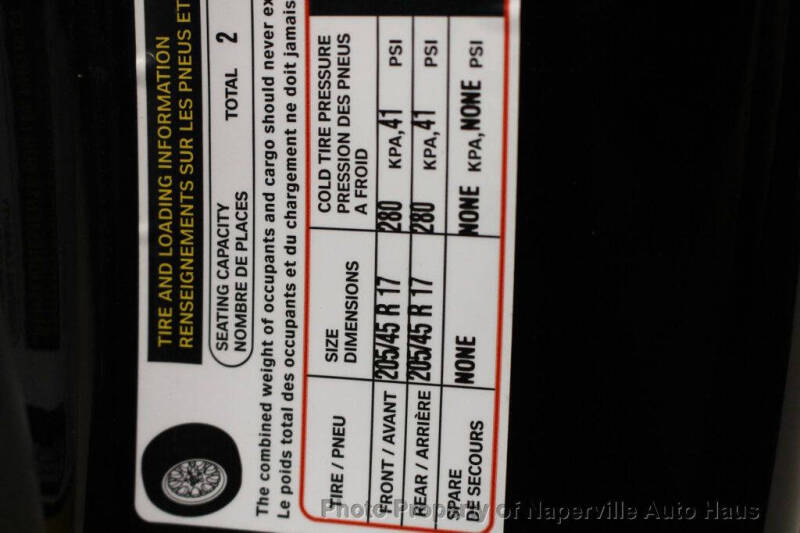 TIRE AND LOADING INFORMATION
RENSEIGNEMENTS SUR LES PNEUS ET
SEATING CAPACITY
NOMBRE DE PLACES
TOTAL 2
The combined weight of occupants and cargo should never ex
Le poids total des occupants et du chargement ne doit jamais
TIRE / PNEU
SIZE
DIMENSIONS
COLD TIRE PRESSURE
PRESSION DES PNEUS
A FROID
FRONT / AVANT 205/45 R 17 280 KPA, 41 PSI
REAR / ARRIÈRE 205/45 R 17 280 KPA, 41 PSI
SPARE
DE SECOURS
NONE NONE KPA, NONE PSI
Photo Property of Naperville Auto Haus